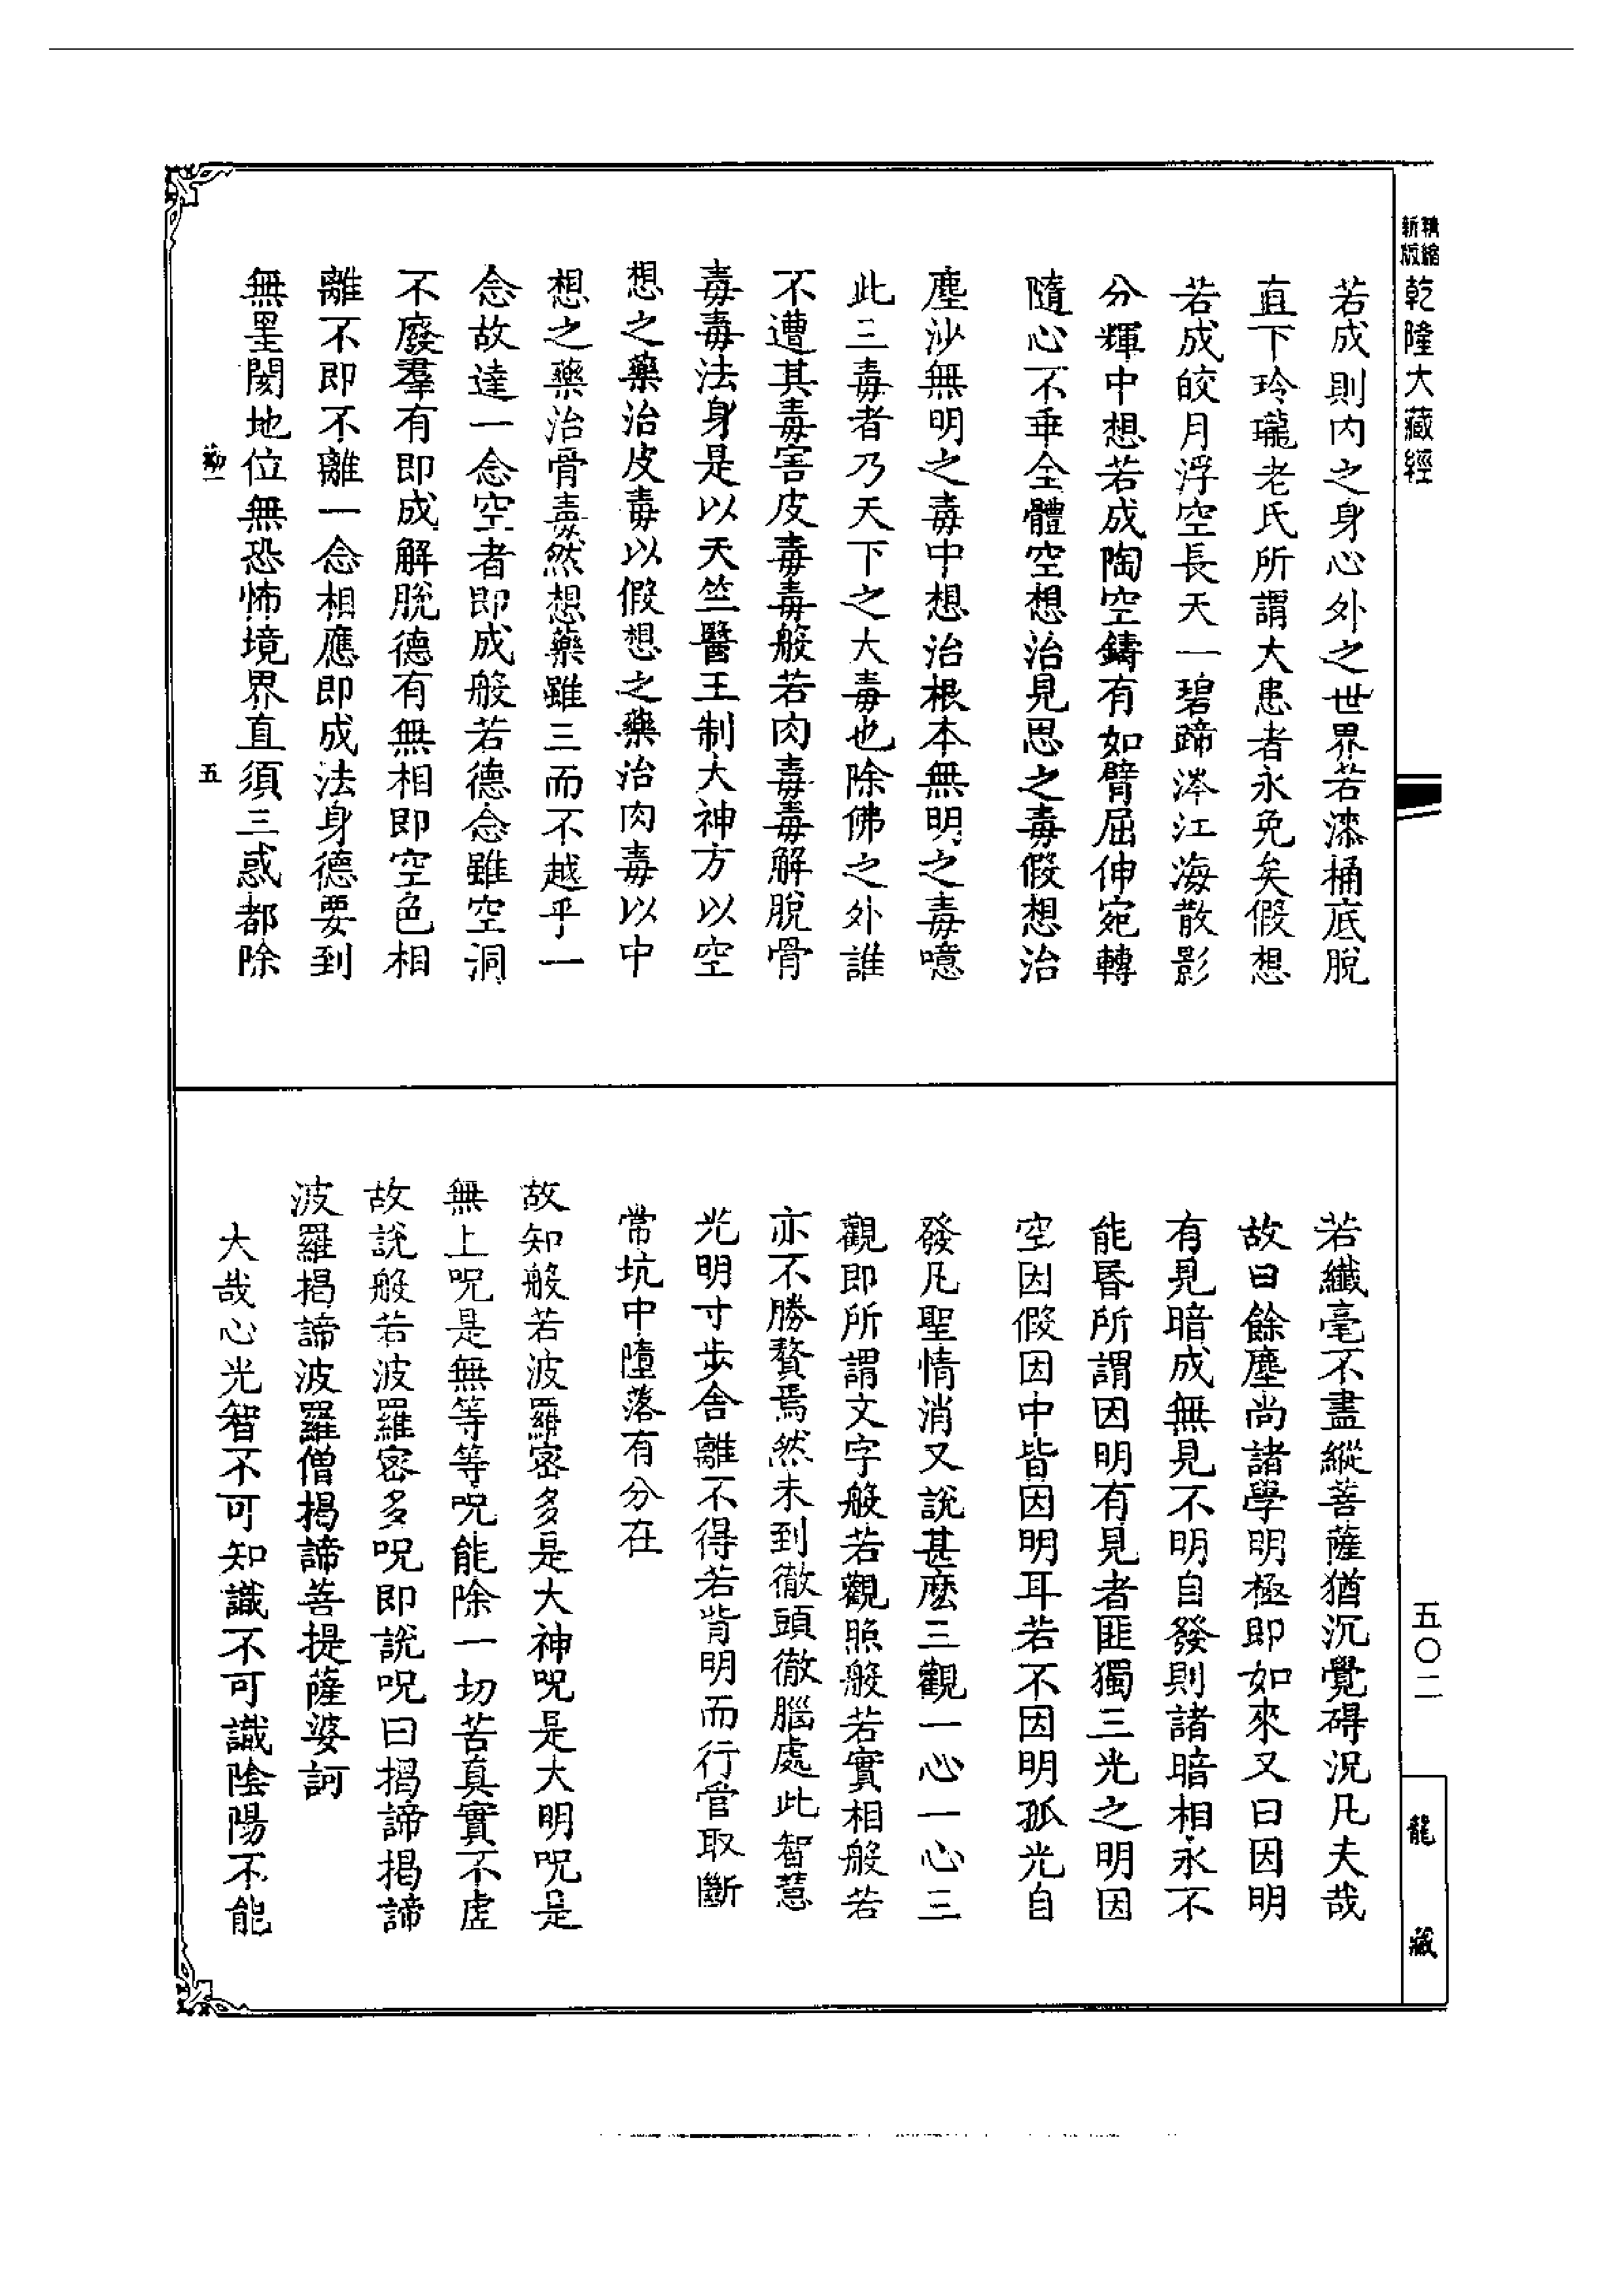 精縮新版
乾隆大藏經
若成則內之身心外之世界若漆桶底脫
直下玲瓏老氏所謂大患者永免矣假想
若成皎月浮空長天一碧蹄涔江海散影
分輝中想若成陶空鑄有如臂屈伸宛轉
隨心不乖全體空想治見思之毒假想治
塵沙無明之毒中想治根本無明之毒噫
此三毒者乃天下之大毒也除佛之外誰
不遭其毒害皮毒毒般若肉毒毒解脫骨
毒毒法身是以天竺醫王制大神方以空
想之藥治皮毒以假想之藥治肉毒以中
想之藥治骨毒然想藥雖三而不越乎一
念故達一念空者即成般若德念雖空洞
不廢羣有即成解脫德有無相即空色相
離不即不離一念相應即成法身德要到
無罣閡地位無恐怖境界直須三惑都除
五
若纖毫不盡縱菩薩猶沉覺碍況凡夫哉
故曰餘塵尚諸學明極即如來又曰因明
有見暗成無見不明自發則諸暗相永不
能昏所謂因明有見者匪獨三光之明因
空因假因中皆因明耳若不因明孤光自
發凡聖情消又說甚麽三觀一心一心三
觀即所謂文字般若觀照般若實相般若
亦不勝贅焉然未到徹頭徹腦處此智慧
光明寸步舍離不得若背明而行管取斷
常坑中墮落有分在
故知般若波羅密多是大神呪是大明呪是
無上呪是無等等呪能除一切苦真實不虛
故說般若波羅密多呪即說呪曰揭諦揭諦
波羅揭諦波羅僧揭諦菩提薩婆訶
大哉心光智不可知識不可識陰陽不能
五〇二
龍藏